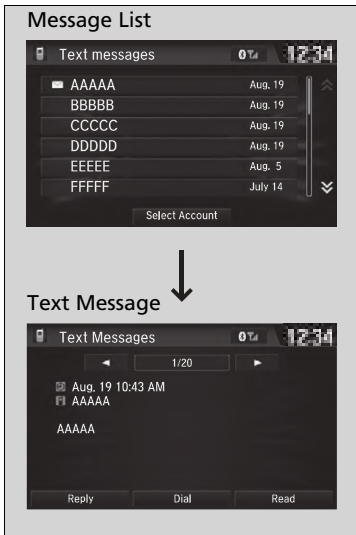 Message List
Text messages 12:34
AAAAA Aug. 19
BBBBB Aug. 19
CCCCC Aug. 19
DDDDD Aug. 19
EEEEE Aug. 5
FFFFF July 14
Select Account
Text Message
Text Messages 12:34
1/20
Aug. 19 10:43 AM
AAAAA
AAAAA
Reply Dial Read